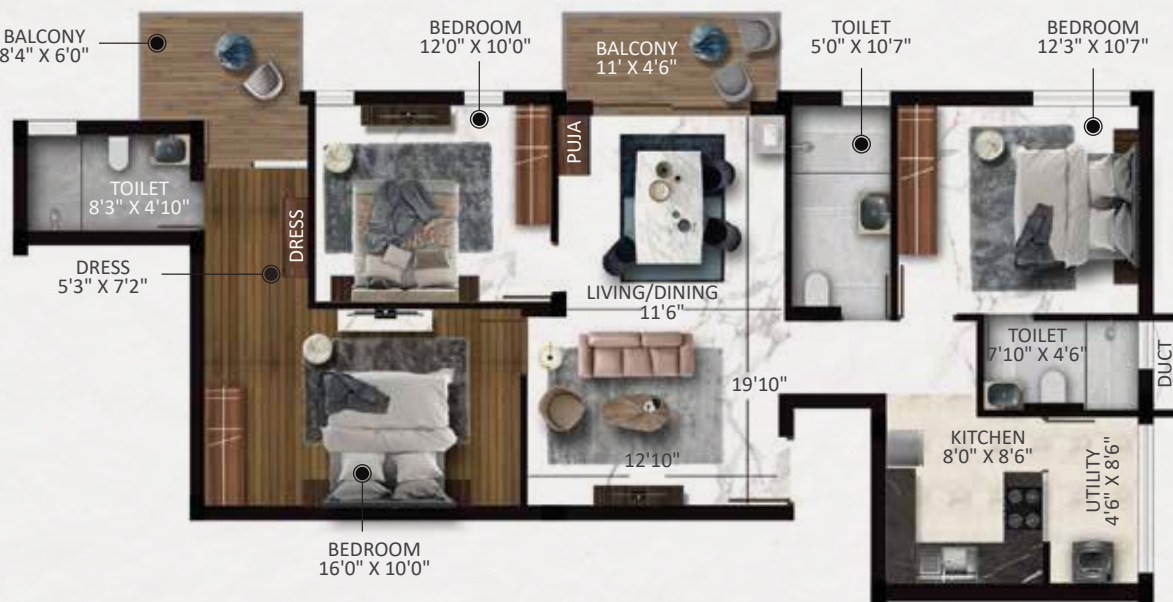 BALCONY
8'4" X 6'0"
BEDROOM
12'0" X 10'0"
BALCONY
11' X 4'6"
TOILET
5'0" X 10'7"
BEDROOM
12'3" X 10'7"
PUJA
TOILET
8'3" X 4'10"
DRESS
DRESS
5'3" X 7'2"
LIVING/DINING
11'6"
19'10"
12'10"
TOILET
7'10" X 4'6"
DUCT
KITCHEN
8'0" X 8'6"
UTILITY
4'6" X 8'6"
BEDROOM
16'0" X 10'0"